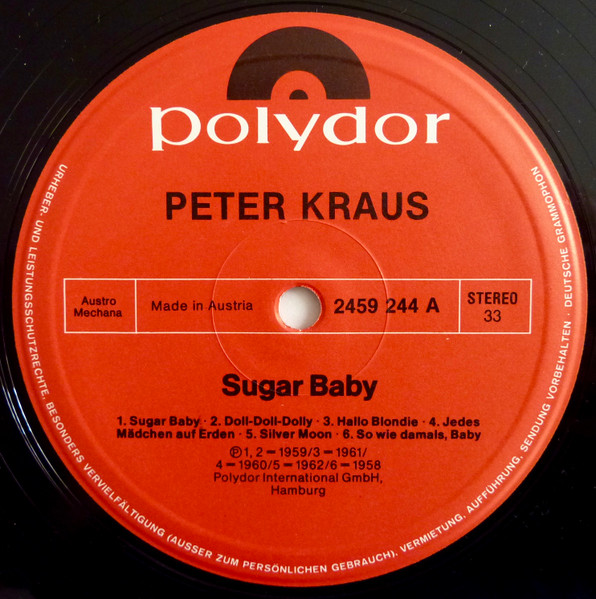 polydor
PETER KRAUS
Austro
Mechana
Made in Austria
2459 244 A
STEREO
33
Sugar Baby
1. Sugar Baby · 2. Doll-Doll-Dolly · 3. Hallo Blondie · 4. Jedes
Mädchen auf Erden · 5. Silver Moon · 6. So wie damals, Baby
℗ 1, 2 – 1959/3 – 1961/
4 – 1960/5 – 1962/6 – 1958
Polydor International GmbH,
Hamburg
URHEBER- UND LEISTUNGSSCHUTZRECHTE. BESONDERS VERVIELFÄLTIGUNG (AUSSER ZUM PERSÖNLICHEN GEBRAUCH), VERMIETUNG. AUFFÜHRUNG. SENDUNG VORBEHALTEN · DEUTSCHE GRAMMOPHON